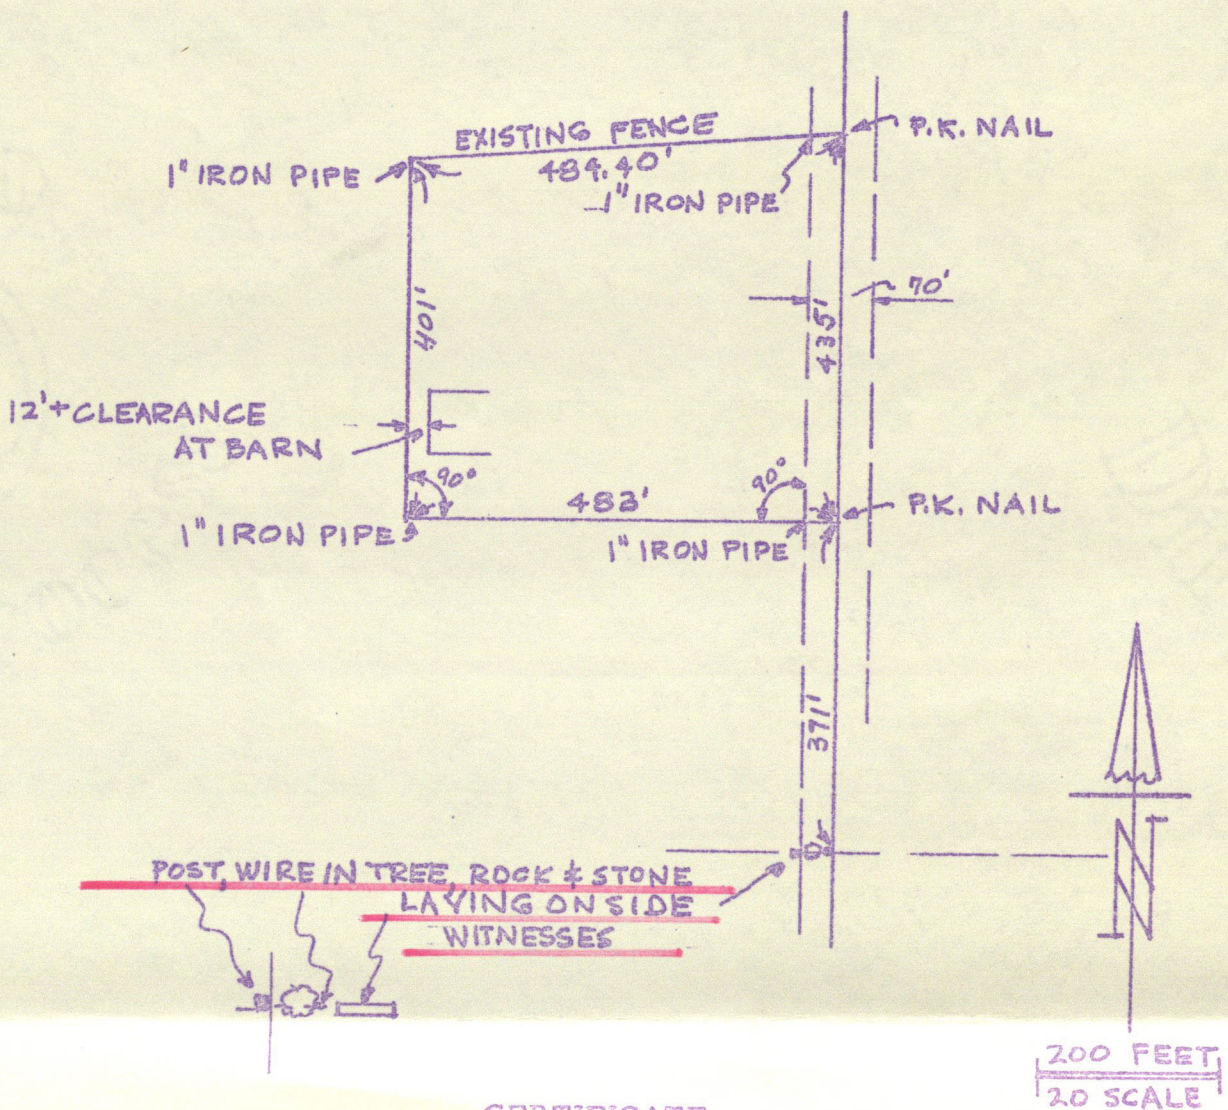 EXISTING FENCE
484.40'
P.K. NAIL
1" IRON PIPE
1" IRON PIPE
70'
401'
435'
12'+ CLEARANCE
AT BARN
90°
90°
483'
P.K. NAIL
1" IRON PIPE
1" IRON PIPE
371'
POST, WIRE IN TREE, ROCK & STONE
LAYING ON SIDE
WITNESSES
N
200 FEET
20 SCALE
CERTIFICATE